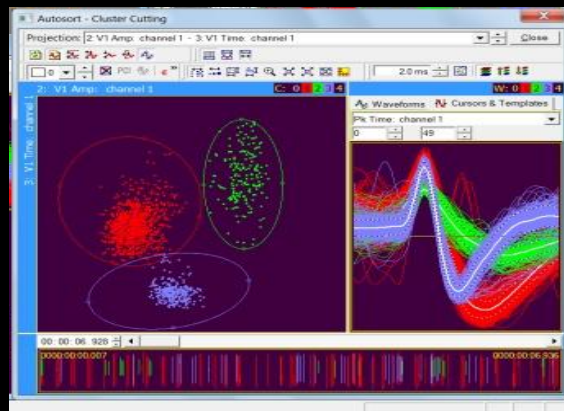 Autosort - Cluster Cutting
Projection: 2: V1 Amp: channel 1 - 3: V1 Time: channel 1 Close
0 PCA 2.0 ms
2: V1 Amp: channel 1 C: 0 1 2 3 4
3: V1 Time: channel 1
W: 0 1 2 3 4
Waveforms Cursors & Templates
Pk Time: channel 1
0 49
00: 00: 06 928
0000:00:00.007 0000:00:06.936